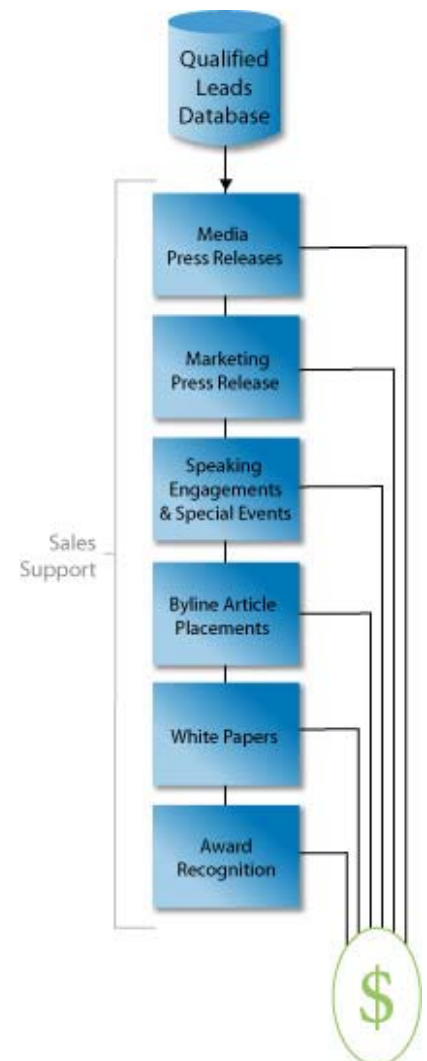 Qualified
Leads
Database
Media
Press Releases
Marketing
Press Release
Speaking
Engagements
& Special Events
Sales
Support
Byline Article
Placements
White Papers
Award
Recognition
$